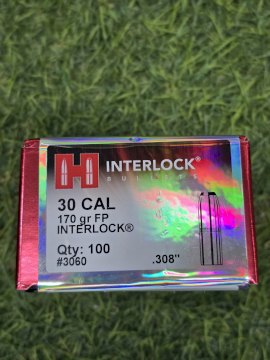 INTERLOCK®
BULLETS
30 CAL
170 gr FP
INTERLOCK®
Qty: 100
#3060
.308"